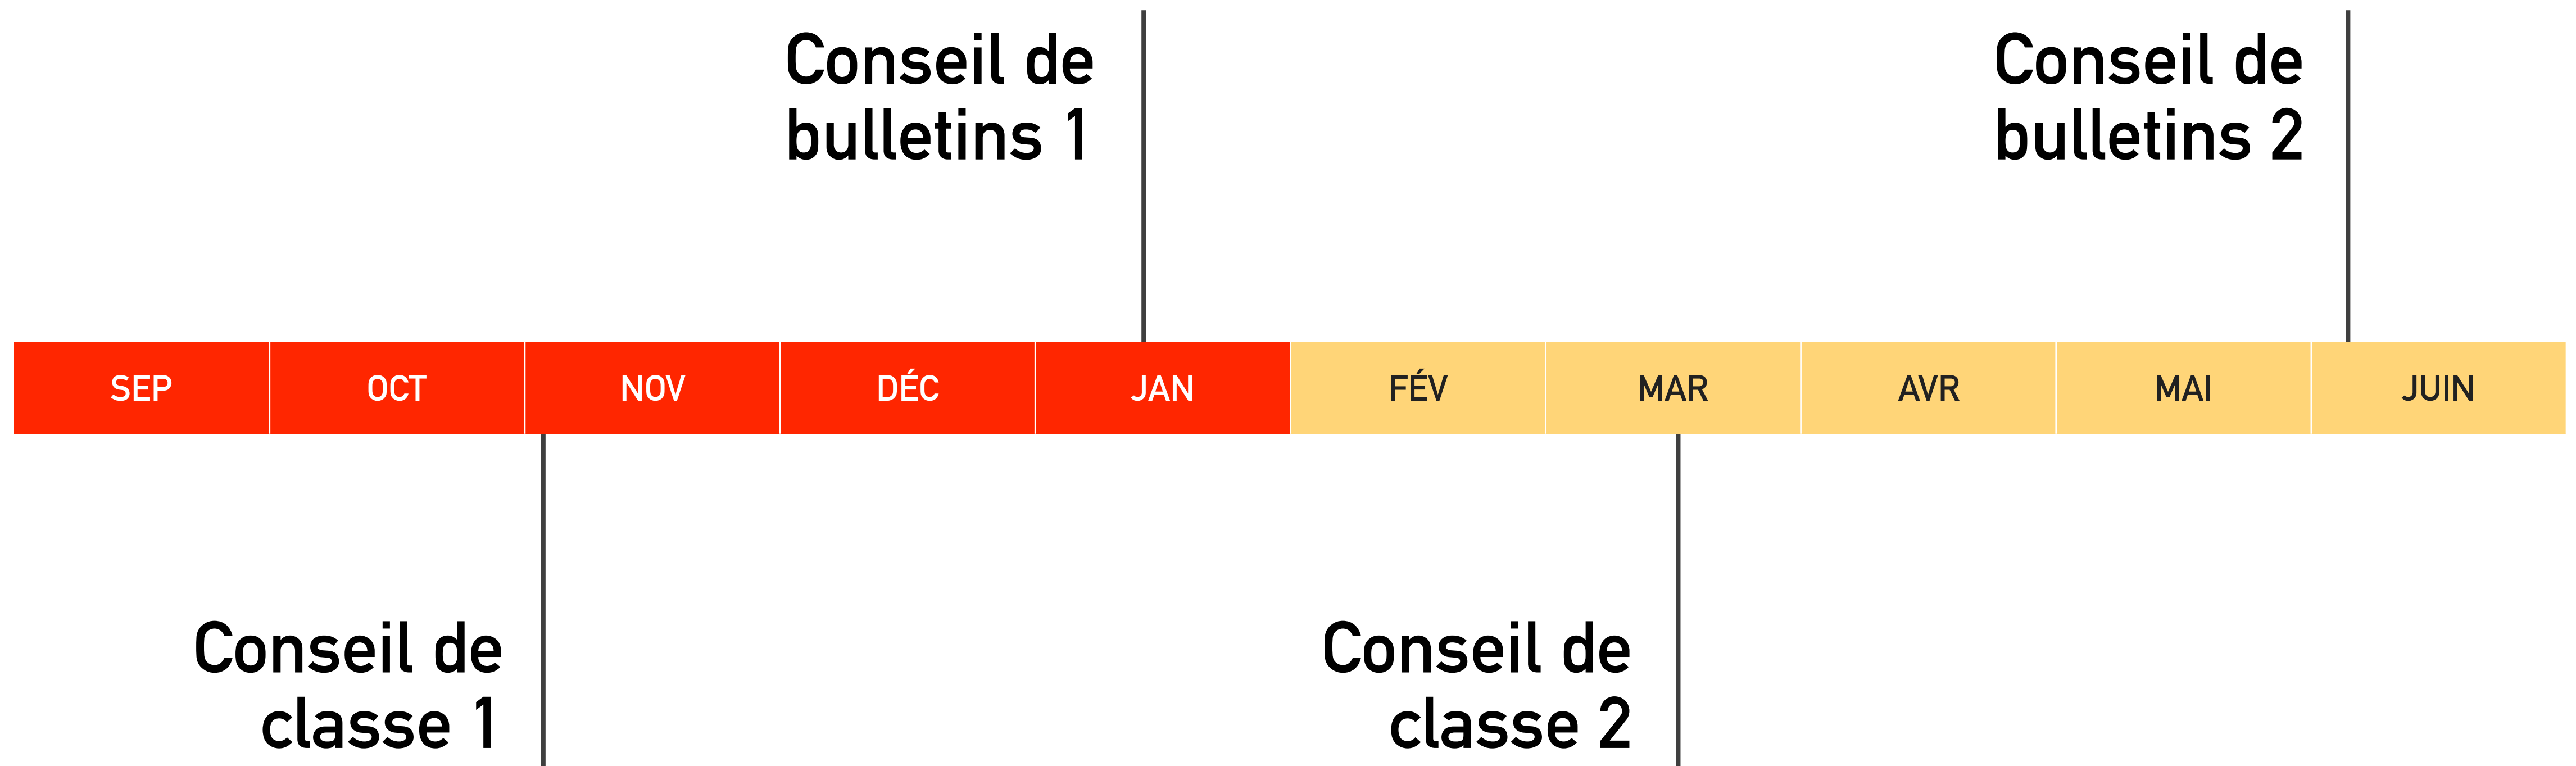 Conseil de
bulletins 1
Conseil de
bulletins 2
SEP OCT NOV DÉC JAN FÉV MAR AVR MAI JUIN
Conseil de
classe 1
Conseil de
classe 2